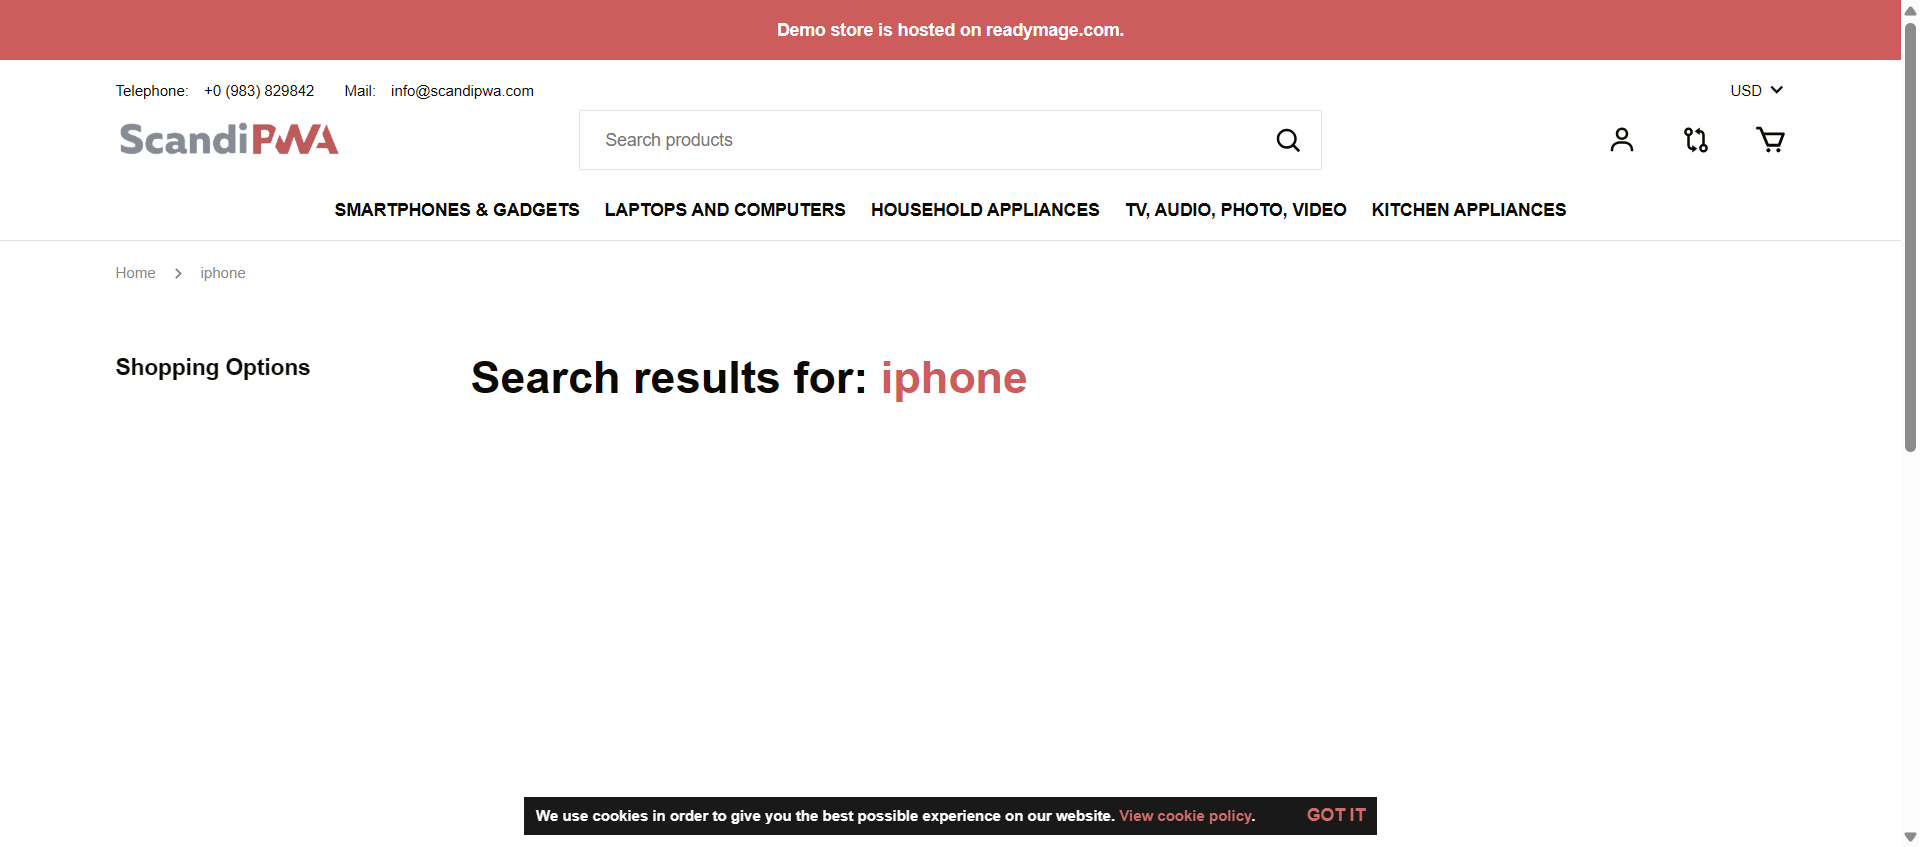 Demo store is hosted on readymage.com.
Telephone: +0 (983) 829842 Mail: info@scandipwa.com USD
ScandiPWA
Search products
SMARTPHONES & GADGETS LAPTOPS AND COMPUTERS HOUSEHOLD APPLIANCES TV, AUDIO, PHOTO, VIDEO KITCHEN APPLIANCES
Home iphone
Shopping Options
Search results for: iphone
We use cookies in order to give you the best possible experience on our website. View cookie policy. GOT IT